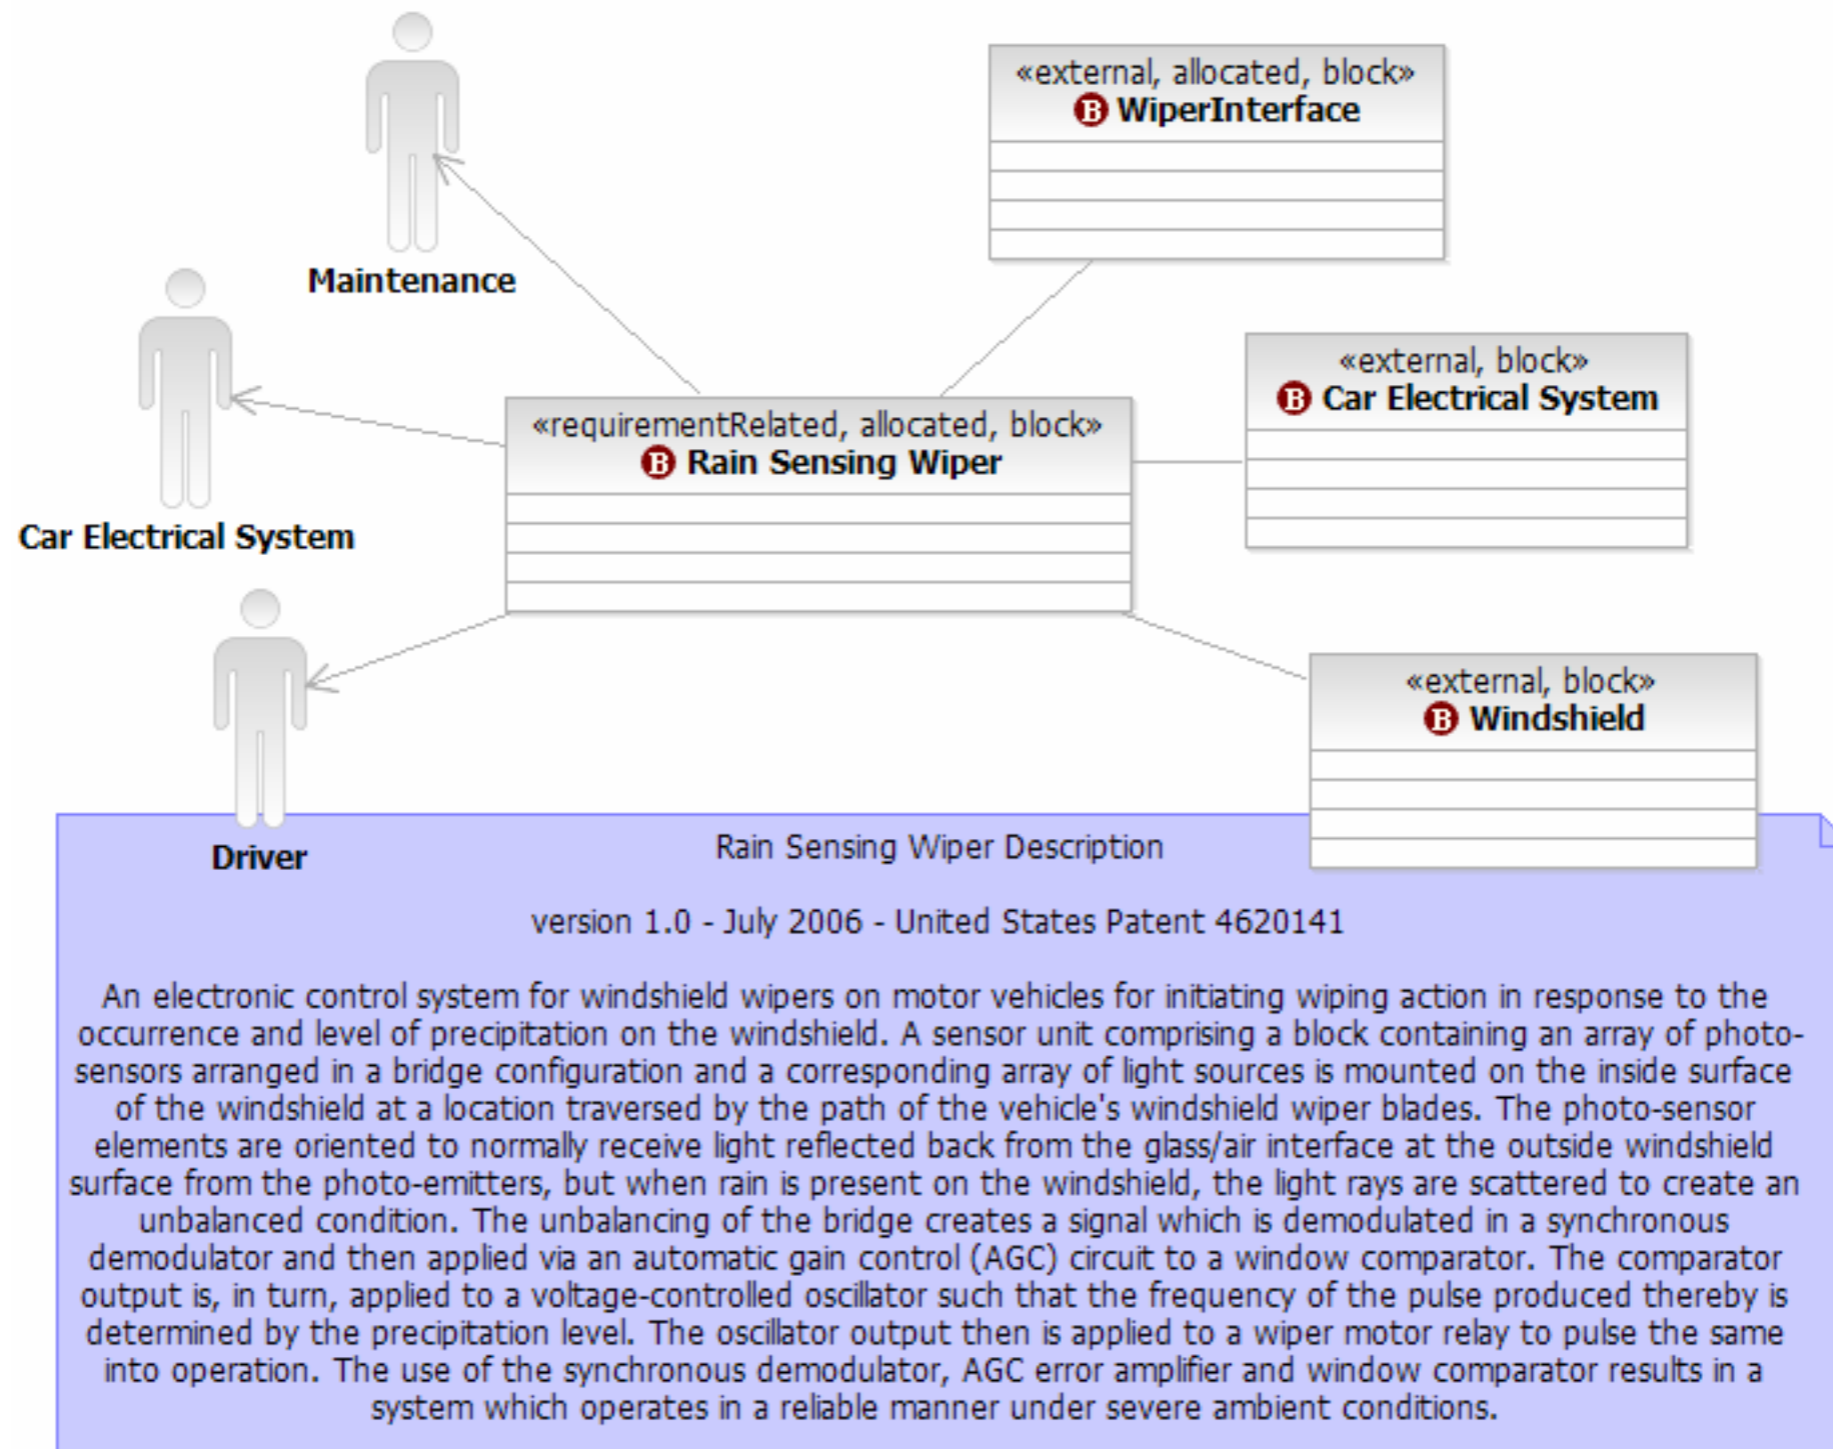 Maintenance
«external, allocated, block»
B WiperInterface
Car Electrical System
«external, block»
B Car Electrical System
«requirementRelated, allocated, block»
B Rain Sensing Wiper
Driver
«external, block»
B Windshield
Rain Sensing Wiper Description
version 1.0 - July 2006 - United States Patent 4620141
An electronic control system for windshield wipers on motor vehicles for initiating wiping action in response to the
occurrence and level of precipitation on the windshield. A sensor unit comprising a block containing an array of photo-
sensors arranged in a bridge configuration and a corresponding array of light sources is mounted on the inside surface
of the windshield at a location traversed by the path of the vehicle's windshield wiper blades. The photo-sensor
elements are oriented to normally receive light reflected back from the glass/air interface at the outside windshield
surface from the photo-emitters, but when rain is present on the windshield, the light rays are scattered to create an
unbalanced condition. The unbalancing of the bridge creates a signal which is demodulated in a synchronous
demodulator and then applied via an automatic gain control (AGC) circuit to a window comparator. The comparator
output is, in turn, applied to a voltage-controlled oscillator such that the frequency of the pulse produced thereby is
determined by the precipitation level. The oscillator output then is applied to a wiper motor relay to pulse the same
into operation. The use of the synchronous demodulator, AGC error amplifier and window comparator results in a
system which operates in a reliable manner under severe ambient conditions.